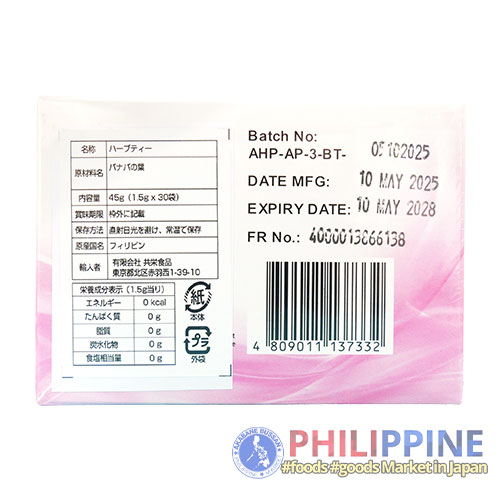 名称 ハーブティー
原材料名 バナバの葉
内容量 45g (1.5g x 30袋)
賞味期限 枠外に記載
保存方法 直射日光を避け、常温で保存
原産国名 フィリピン
輸入者 有限会社 共栄食品
東京都北区赤羽西1-39-10
栄養成分表示 (1.5g当り)
エネルギー 0 kcal
たんぱく質 0 g
脂質 0 g
炭水化物 0 g
食塩相当量 0 g
紙
本体
プラ
外袋
Batch No:
AHP-AP-3-BT- 05102025
DATE MFG: 10 MAY 2025
EXPIRY DATE: 10 MAY 2028
FR No.: 4000013866138
4 809011 137332
AKABANE BUSSAN
PHILIPPINE
#foods #goods Market in Japan